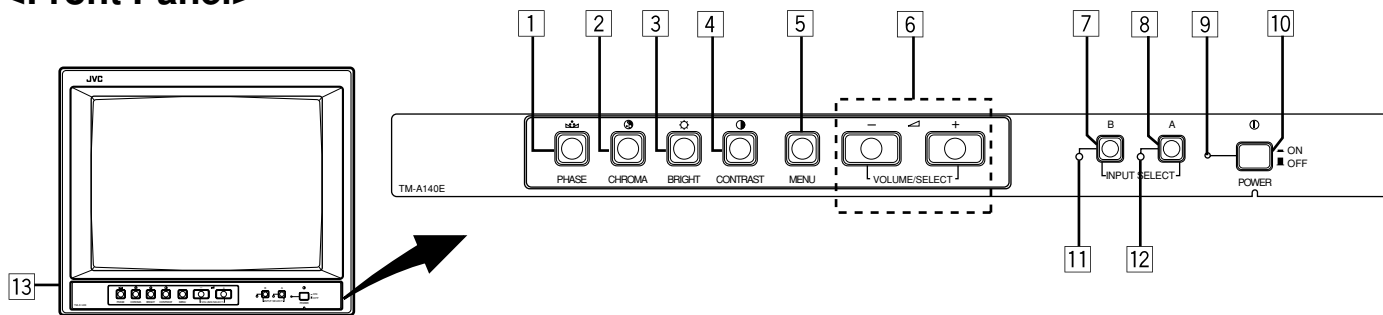 <Front Panel>
1 2 3 4 5 6 7 8 9 10
JVC
B A
− +
ON
OFF
PHASE CHROMA BRIGHT CONTRAST MENU VOLUME/SELECT INPUT SELECT POWER
TM-A140E
11 12
13